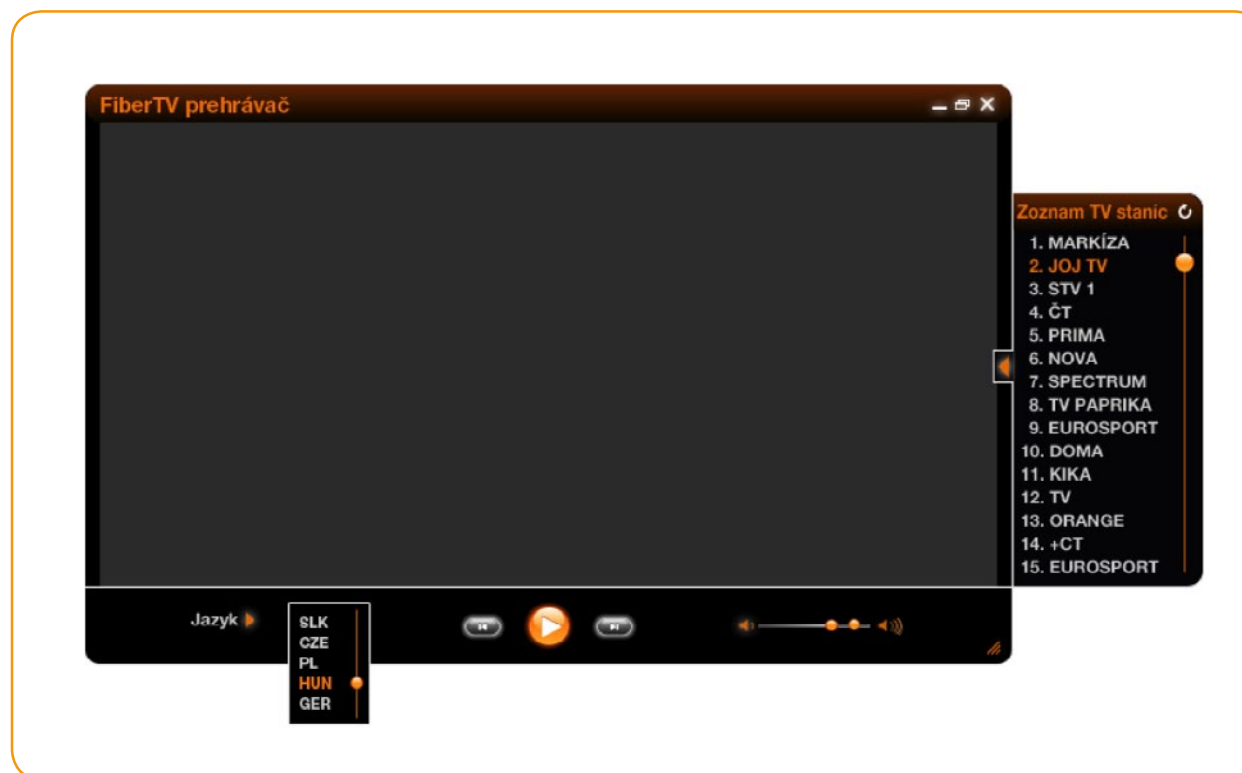 FiberTV prehrávač
Zoznam TV staníc
1. MARKÍZA
2. JOJ TV
3. STV 1
4. ČT
5. PRIMA
6. NOVA
7. SPECTRUM
8. TV PAPRIKA
9. EUROSPORT
10. DOMA
11. KIKA
12. TV
13. ORANGE
14. +CT
15. EUROSPORT
Jazyk
SLK
CZE
PL
HUN
GER